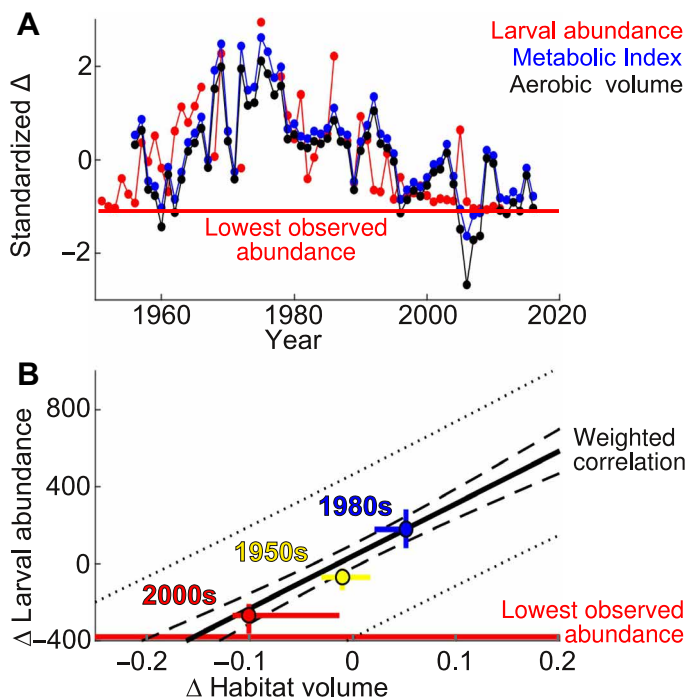 A
Larval abundance
Metabolic Index
Aerobic volume
Standardized Δ
2
0
−2
Lowest observed
abundance
1960
1980
2000
2020
Year
B
Δ Larval abundance
800
400
0
−400
Weighted
correlation
1980s
1950s
2000s
Lowest observed
abundance
−0.2
−0.1
0
0.1
0.2
Δ Habitat volume